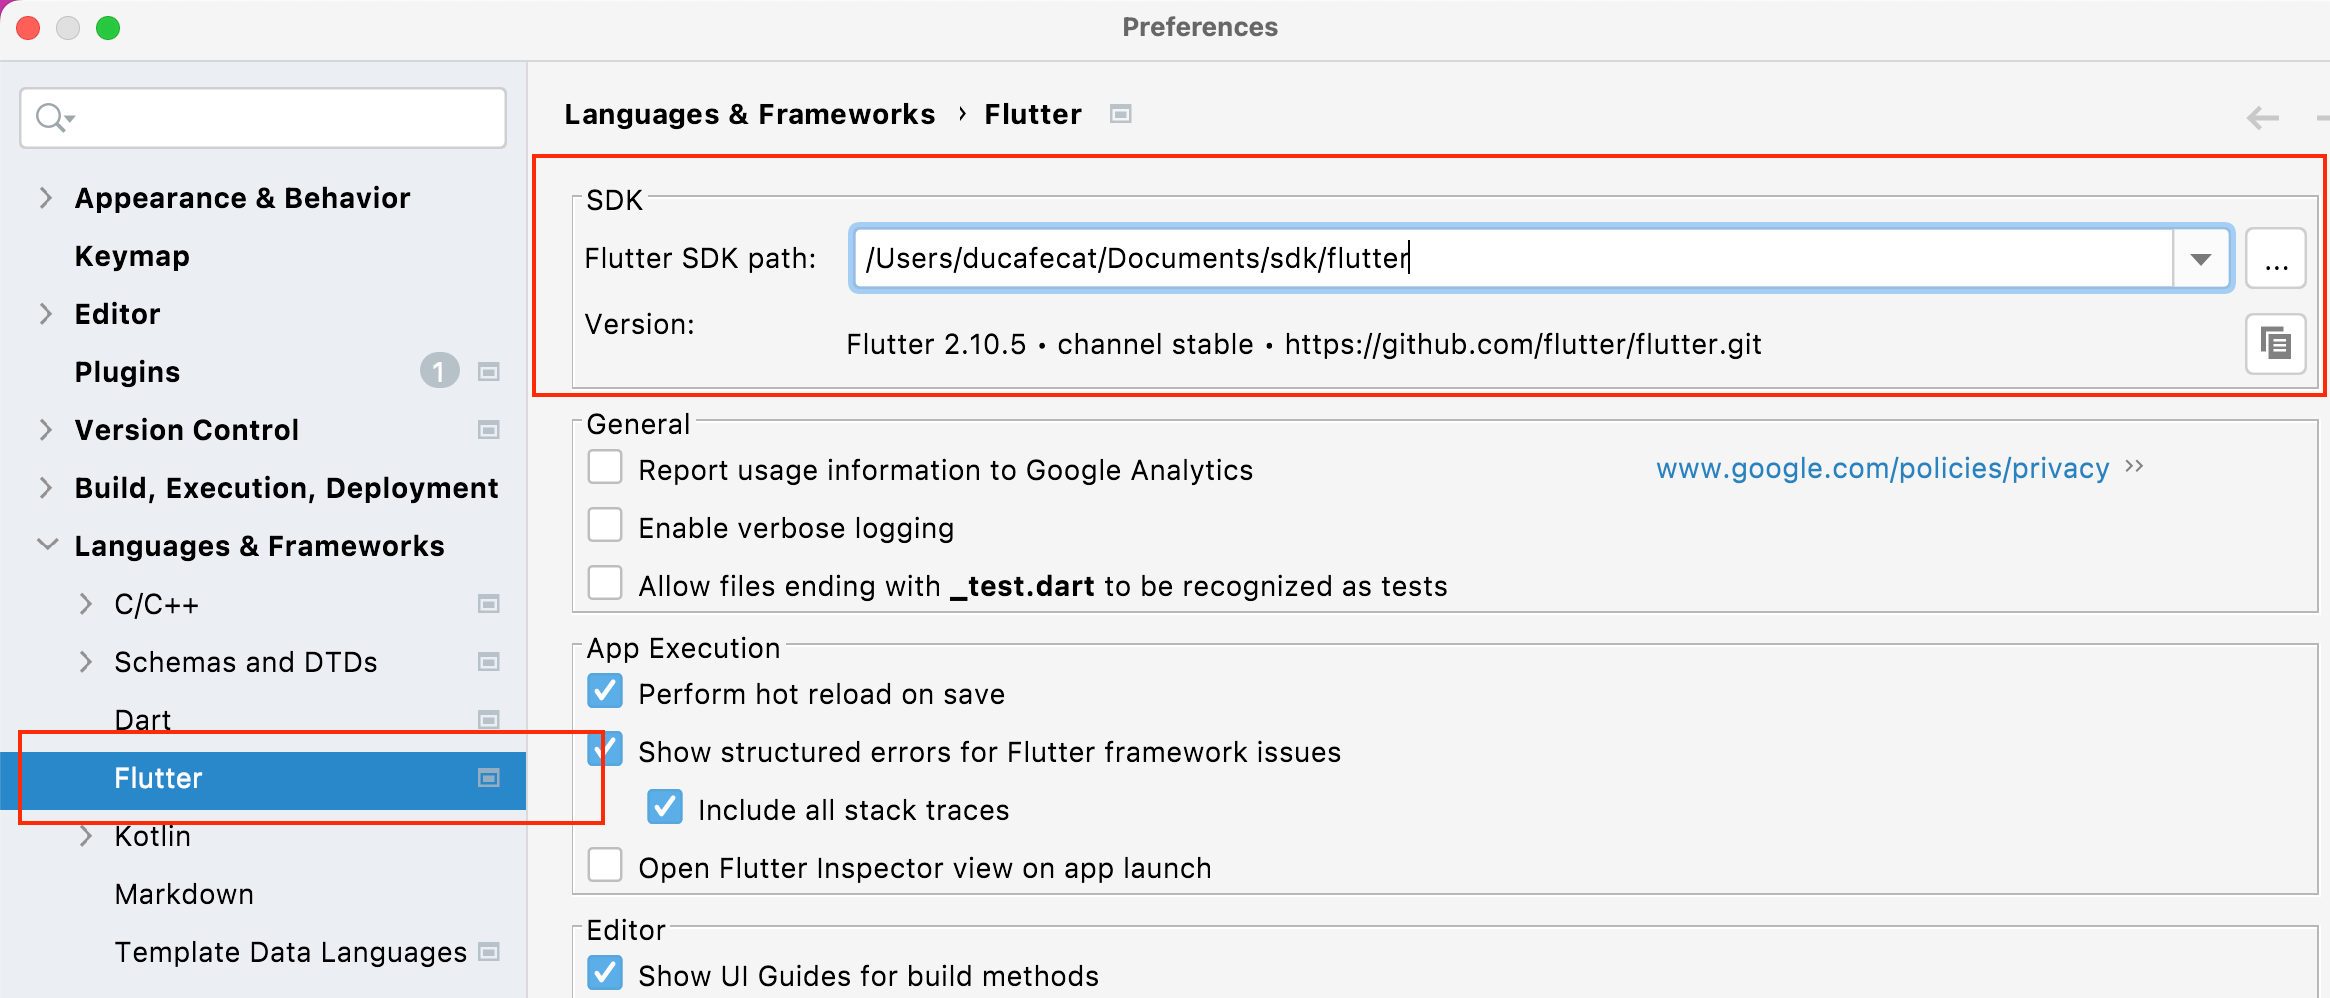 Preferences
Languages & Frameworks › Flutter
Appearance & Behavior
Keymap
Editor
Plugins 1
Version Control
Build, Execution, Deployment
Languages & Frameworks
C/C++
Schemas and DTDs
Dart
Flutter
Kotlin
Markdown
Template Data Languages
SDK
Flutter SDK path: /Users/ducafecat/Documents/sdk/flutter ...
Version:
Flutter 2.10.5 • channel stable • https://github.com/flutter/flutter.git
General
Report usage information to Google Analytics www.google.com/policies/privacy
Enable verbose logging
Allow files ending with _test.dart to be recognized as tests
App Execution
Perform hot reload on save
Show structured errors for Flutter framework issues
Include all stack traces
Open Flutter Inspector view on app launch
Editor
Show UI Guides for build methods